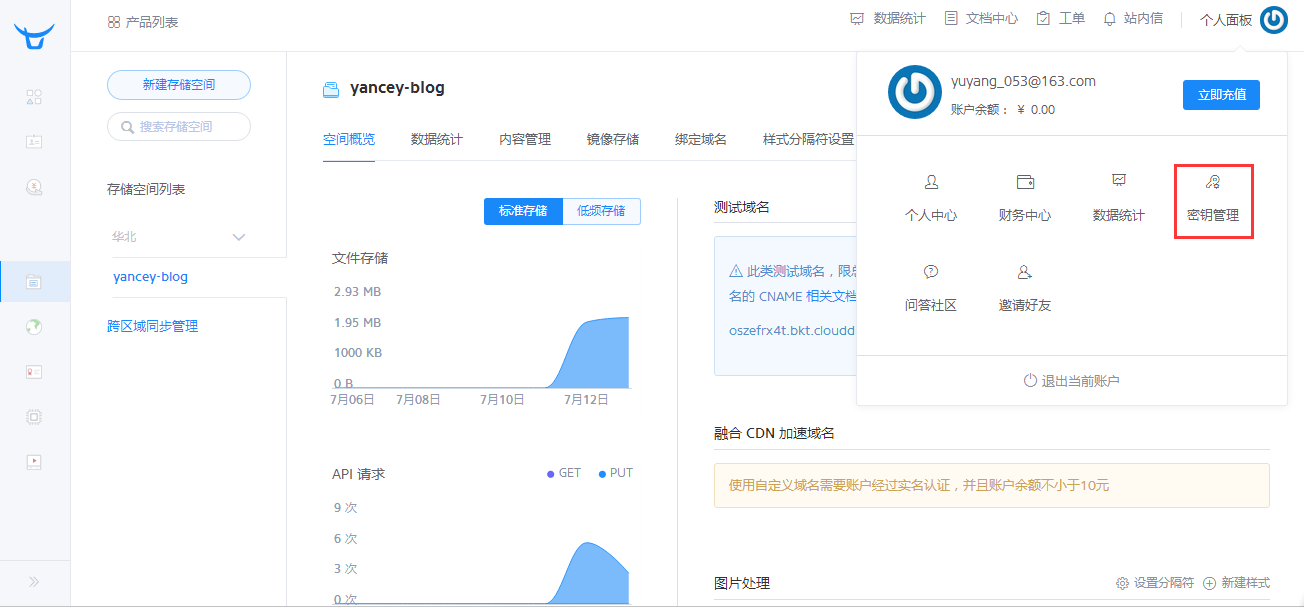 产品列表
数据统计
文档中心
工单
站内信
个人面板
新建存储空间
搜索存储空间
存储空间列表
华北
yancey-blog
跨区域同步管理
yancey-blog
空间概览
数据统计
内容管理
镜像存储
绑定域名
样式分隔符设置
标准存储
低频存储
文件存储
2.93 MB
1.95 MB
1000 KB
0 B
7月06日
7月08日
7月10日
7月12日
API 请求
GET
PUT
9 次
6 次
3 次
0 次
测试域名
此类测试域名，限总
名的 CNAME 相关文档
oszefrx4t.bkt.cloudd
融合 CDN 加速域名
使用自定义域名需要账户经过实名认证，并且账户余额不小于10元
图片处理
设置分隔符
新建样式
yuyang_053@163.com
账户余额： ¥ 0.00
立即充值
个人中心
财务中心
数据统计
密钥管理
问答社区
邀请好友
退出当前账户